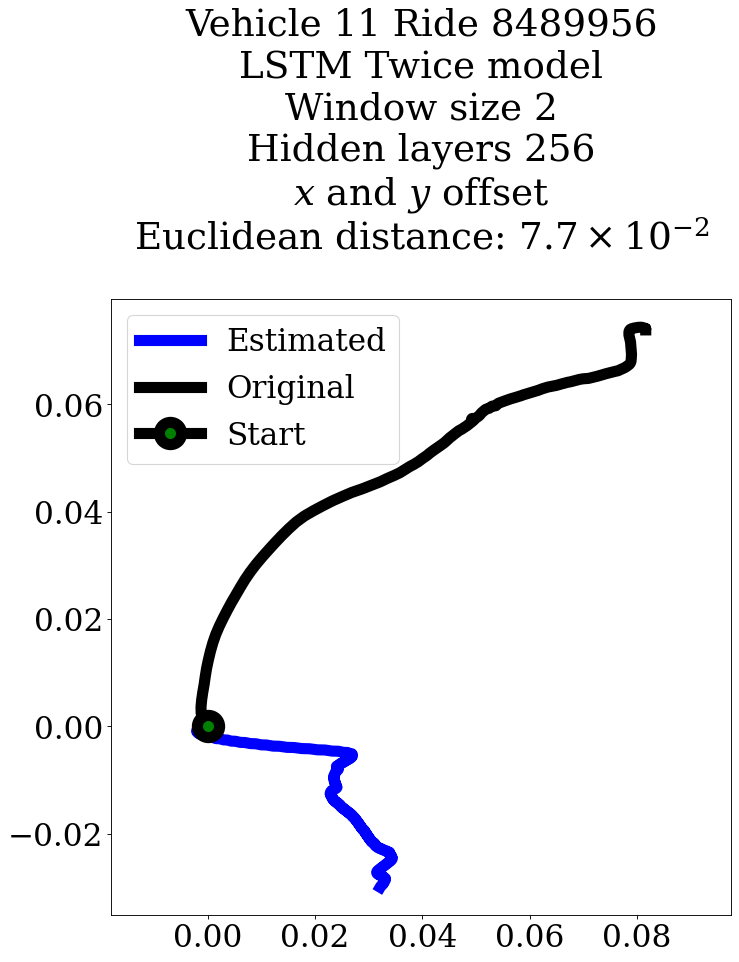 Vehicle 11 Ride 8489956
LSTM Twice model
Window size 2
Hidden layers 256
x and y offset
Euclidean distance: 7.7 × 10⁻²
Estimated
Original
Start
0.06
0.04
0.02
0.00
−0.02
0.00 0.02 0.04 0.06 0.08